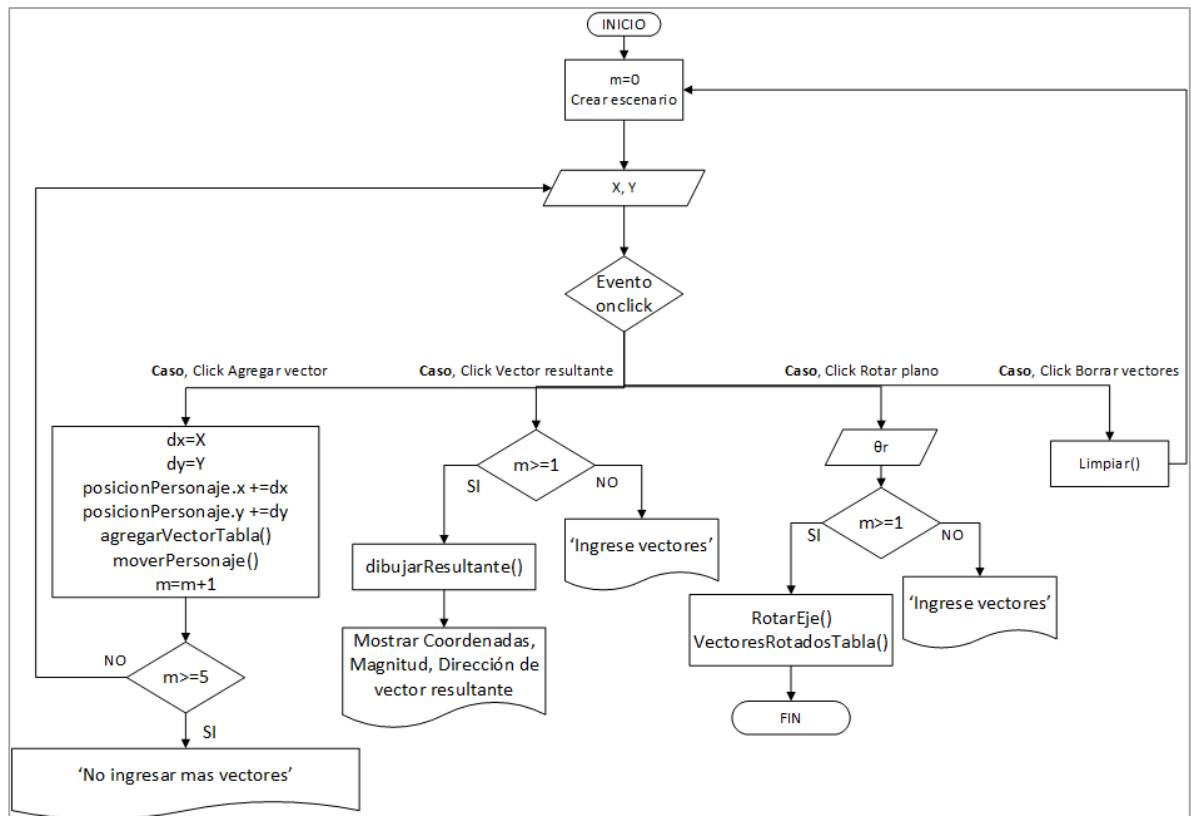 INICIO
m=0
Crear escenario
X, Y
Evento
onclick
Caso, Click Agregar vector
Caso, Click Vector resultante
Caso, Click Rotar plano
Caso, Click Borrar vectores
dx=X
dy=Y
posicionPersonaje.x +=dx
posicionPersonaje.y +=dy
agregarVectorTabla()
moverPersonaje()
m=m+1
m>=5
NO
SI
‘No ingresar mas vectores’
m>=1
SI
NO
dibujarResultante()
‘Ingrese vectores’
Mostrar Coordenadas,
Magnitud, Dirección de
vector resultante
θr
m>=1
SI
NO
RotarEje()
VectoresRotadosTabla()
‘Ingrese vectores’
FIN
Limpiar()